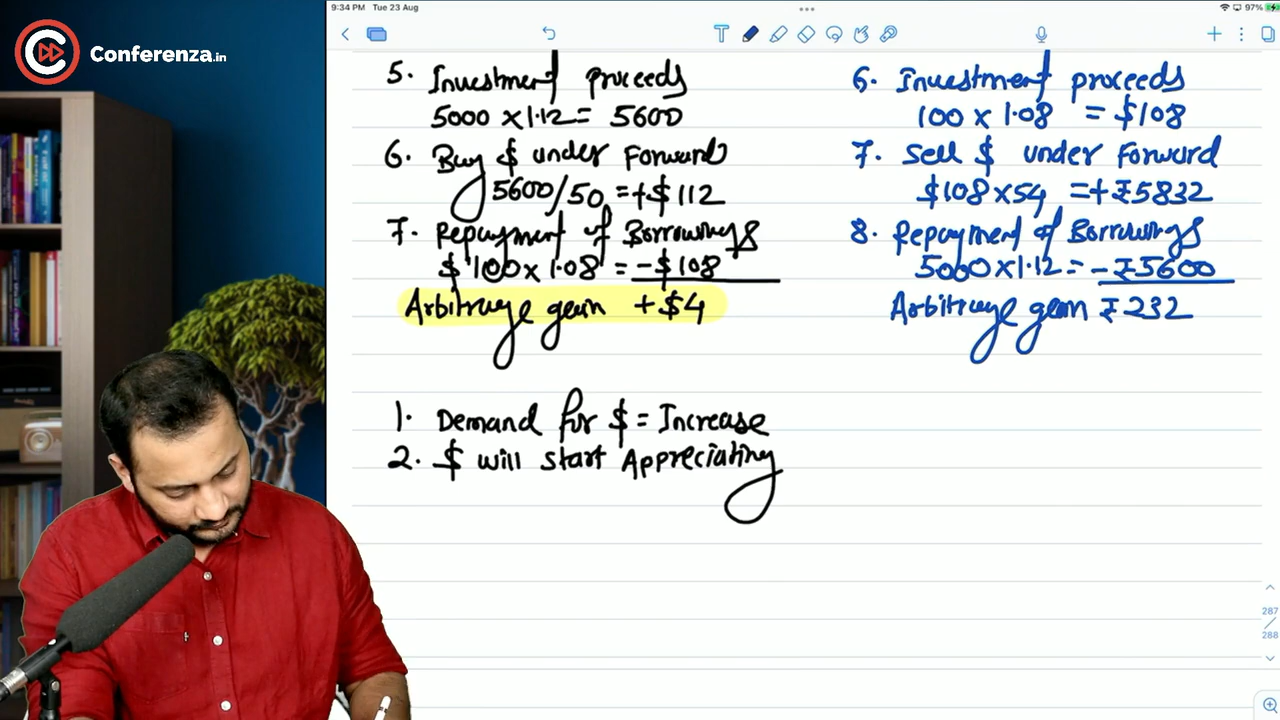 Conferenza.in
9:34 PM Tue 23 Aug
97%
5. Investment proceeds
5000 x 1.12 = 5600
6. Buy $ under Forward
5600/50 = +$112
7. Repayment of Borrowings
$100 x 1.08 = -$108
Arbitrage gain +$4
1. Demand for $ = Increase
2. $ will start Appreciating
6. Investment proceeds
100 x 1.08 = $108
7. Sell $ under Forward
$108 x 54 = +₹5832
8. Repayment of Borrowings
5000 x 1.12 = -₹5600
Arbitrage gain ₹232
287
288